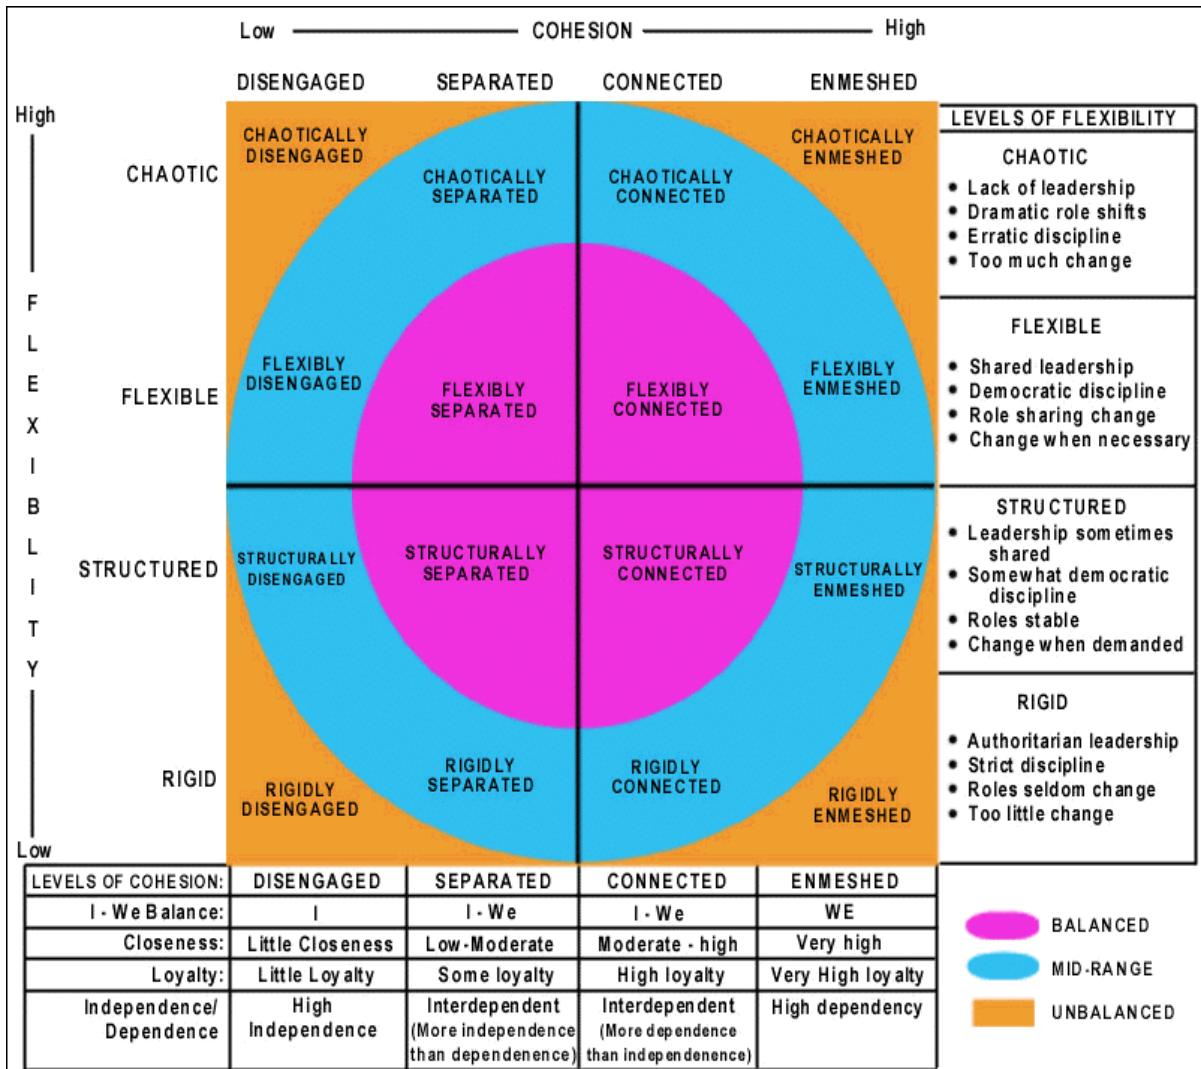 Low COHESION High
DISENGAGED SEPARATED CONNECTED ENMESHED
High
CHAOTIC
FLEXIBLE
STRUCTURED
RIGID
Low
F
L
E
X
I
B
L
I
T
Y
CHAOTICALLY
DISENGAGED
CHAOTICALLY
SEPARATED
CHAOTICALLY
CONNECTED
CHAOTICALLY
ENMESHED
FLEXIBLY
DISENGAGED
FLEXIBLY
SEPARATED
FLEXIBLY
CONNECTED
FLEXIBLY
ENMESHED
STRUCTURALLY
DISENGAGED
STRUCTURALLY
SEPARATED
STRUCTURALLY
CONNECTED
STRUCTURALLY
ENMESHED
RIGIDLY
DISENGAGED
RIGIDLY
SEPARATED
RIGIDLY
CONNECTED
RIGIDLY
ENMESHED
LEVELS OF FLEXIBILITY
CHAOTIC
• Lack of leadership
• Dramatic role shifts
• Erratic discipline
• Too much change
FLEXIBLE
• Shared leadership
• Democratic discipline
• Role sharing change
• Change when necessary
STRUCTURED
• Leadership sometimes
shared
• Somewhat democratic
discipline
• Roles stable
• Change when demanded
RIGID
• Authoritarian leadership
• Strict discipline
• Roles seldom change
• Too little change
LEVELS OF COHESION: DISENGAGED SEPARATED CONNECTED ENMESHED
I - We Balance: I I - We I - We WE
Closeness: Little Closeness Low-Moderate Moderate - high Very high
Loyalty: Little Loyalty Some loyalty High loyalty Very High loyalty
Independence/ High Interdependent Interdependent High dependency
Dependence Independence (More independence (More dependence
than dependenence) than independenence)
BALANCED
MID-RANGE
UNBALANCED